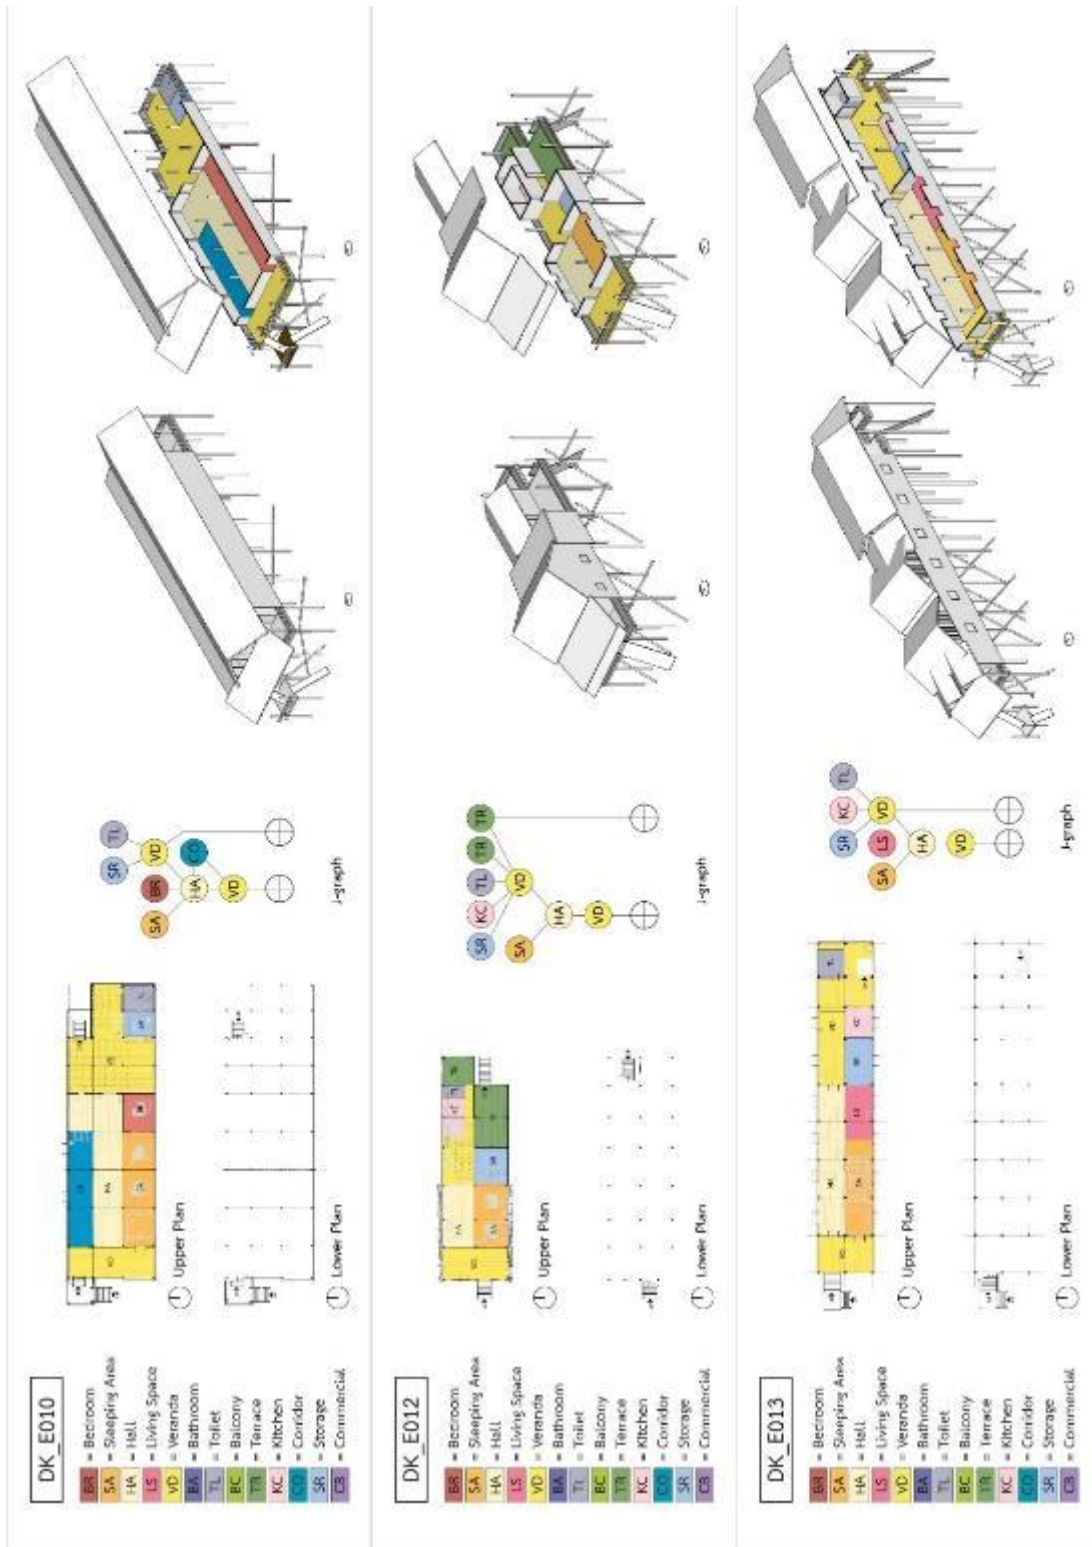 DK_E010
BR = Bedroom
SA = Sleeping Area
HA = Hall
LS = Living Space
VD = Veranda
BA = Bathroom
TL = Toilet
BC = Balcony
TR = Terrace
KC = Kitchen
CO = Corridor
SR = Storage
CB = Commercial
Upper Plan
Lower Plan
SR
TL
SA
BR
VD
HA
CO
VD
J-graph
DK_E012
BR = Bedroom
SA = Sleeping Area
HA = Hall
LS = Living Space
VD = Veranda
BA = Bathroom
TL = Toilet
BC = Balcony
TR = Terrace
KC = Kitchen
CO = Corridor
SR = Storage
CB = Commercial
Upper Plan
Lower Plan
SR
KC
TL
TR
TR
SA
VD
HA
VD
J-graph
DK_E013
BR = Bedroom
SA = Sleeping Area
HA = Hall
LS = Living Space
VD = Veranda
BA = Bathroom
TL = Toilet
BC = Balcony
TR = Terrace
KC = Kitchen
CO = Corridor
SR = Storage
CB = Commercial
Upper Plan
Lower Plan
SR
KC
TL
SA
LS
VD
HA
VD
J-graph